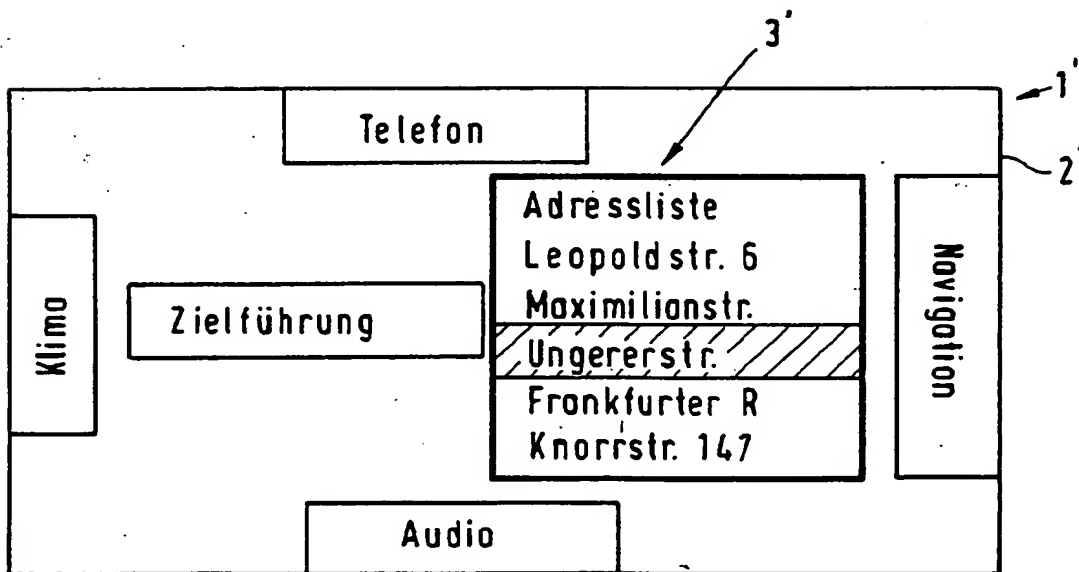 3'
1'
Telefon
2'
Adressliste
Leopoldstr. 6
Maximilianstr.
Klima
Zielführung
Ungererstr.
Navigation
Frankfurter R
Knorrstr. 147
Audio